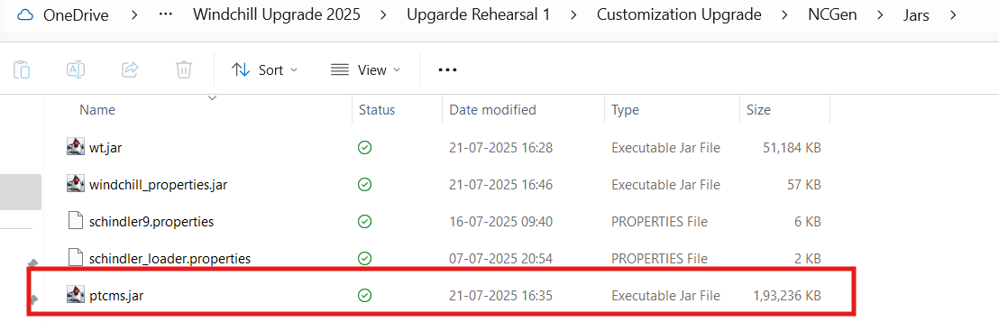 OneDrive > ··· Windchill Upgrade 2025 > Upgarde Rehearsal 1 > Customization Upgrade > NCGen > Jars >
Sort View ···
Name Status Date modified Type Size
wt.jar 21-07-2025 16:28 Executable Jar File 51,184 KB
windchill_properties.jar 21-07-2025 16:46 Executable Jar File 57 KB
schindler9.properties 16-07-2025 09:40 PROPERTIES File 6 KB
schindler_loader.properties 07-07-2025 20:54 PROPERTIES File 2 KB
ptcms.jar 21-07-2025 16:35 Executable Jar File 1,93,236 KB